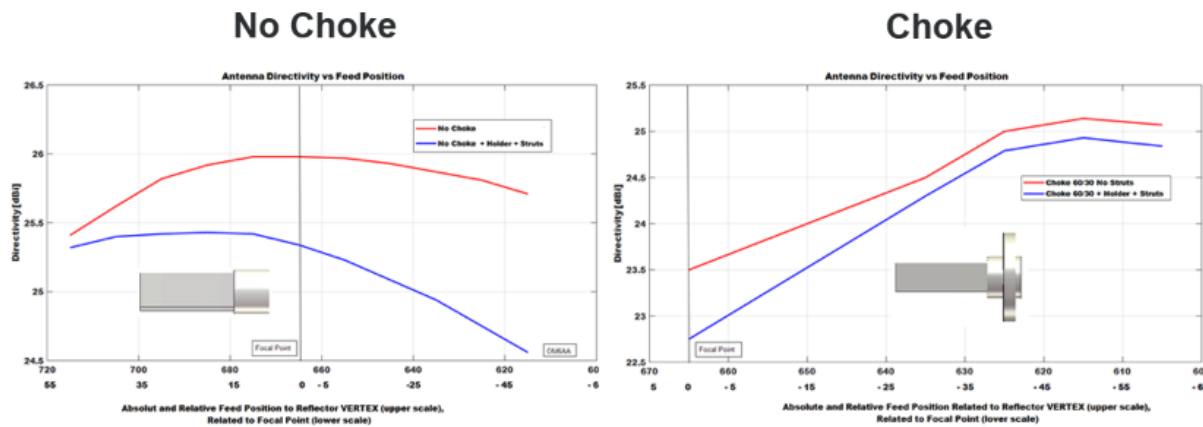 No Choke
Choke
Antenna Directivity vs Feed Position
26.5
26
25.5
25
24.5
Directivity[dBi]
No Choke
No Choke + Holder + Struts
Focal Point
DM6AA
720 700 680 660 640 620 60
55 35 15 0 -5 -25 -45 -6
Absolut and Relative Feed Position to Reflector VERTEX (upper scale),
Related to Focal Point (lower scale)
Antenna Directivity vs Feed Position
25.5
25
24.5
24
23.5
23
22.5
Directivity[dBi]
Choke 60/30 No Struts
Choke 60/30 + Holder + Struts
Focal Point
670 660 650 640 630 620 610 60
5 0 -5 -15 -25 -35 -45 -55 -6
Absolute and Relative Feed Position Related to Reflector VERTEX (upper scale),
Related to Focal Point (lover scale)